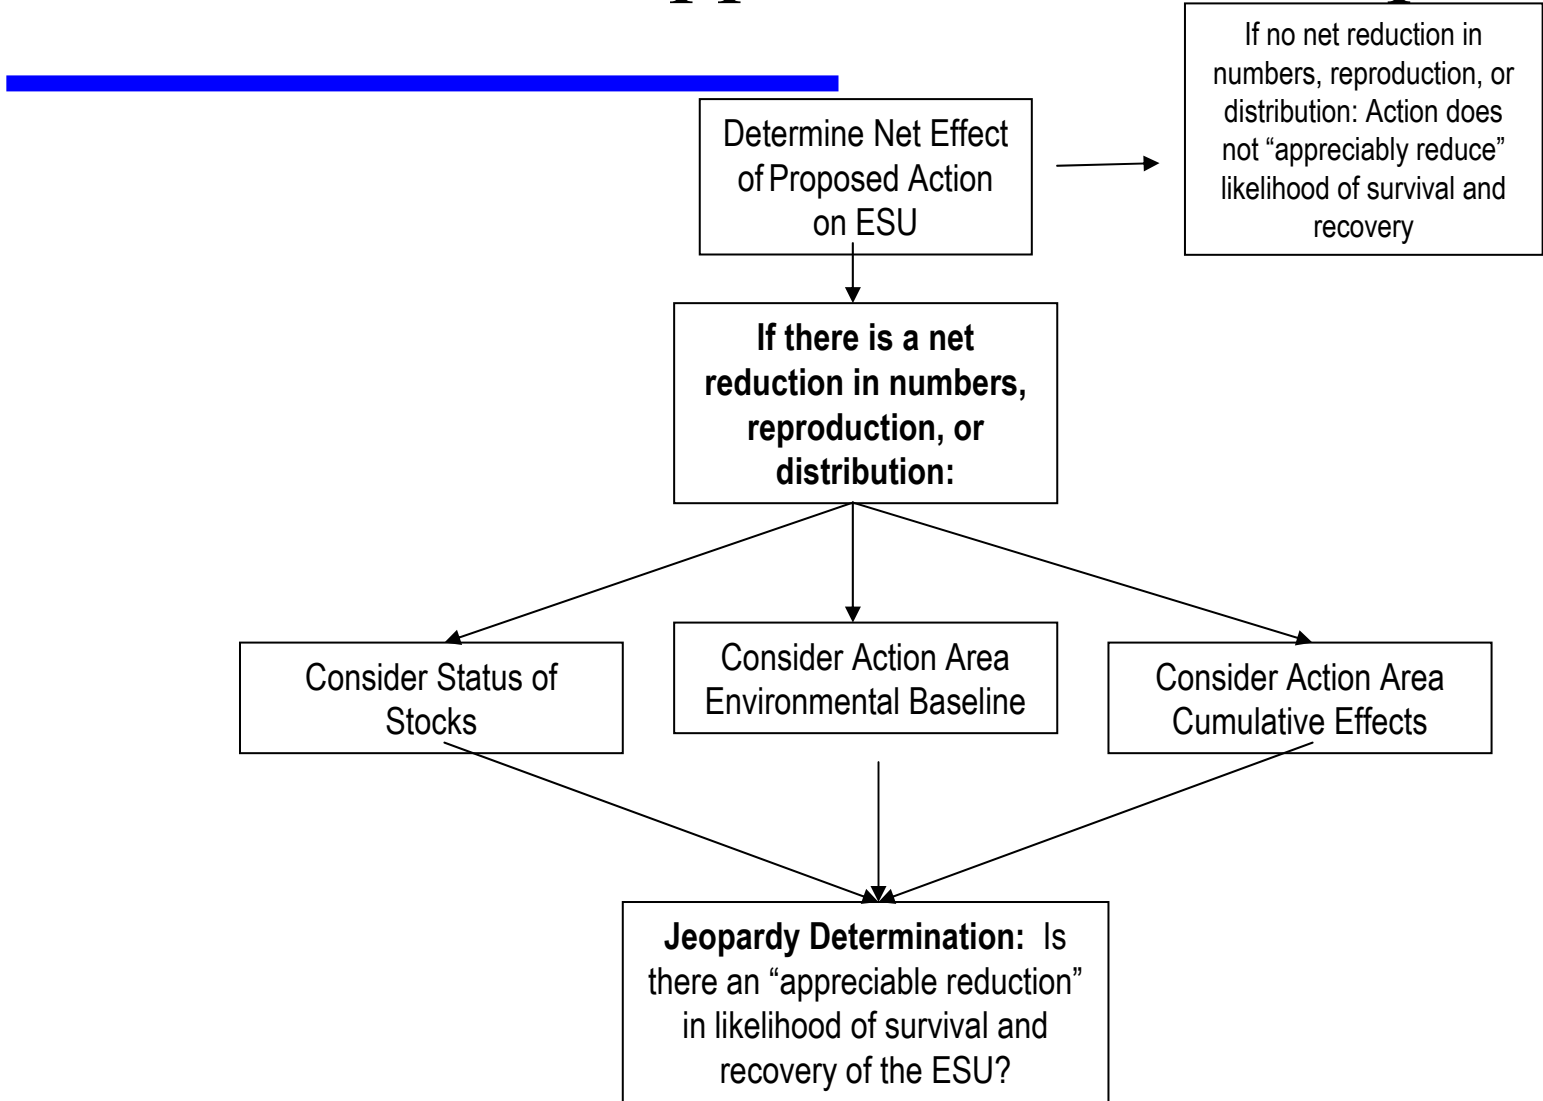 If no net reduction in
numbers, reproduction, or
distribution: Action does
not “appreciably reduce”
likelihood of survival and
recovery
Determine Net Effect
of Proposed Action
on ESU
If there is a net
reduction in numbers,
reproduction, or
distribution:
Consider Status of
Stocks
Consider Action Area
Environmental Baseline
Consider Action Area
Cumulative Effects
Jeopardy Determination: Is
there an “appreciable reduction”
in likelihood of survival and
recovery of the ESU?